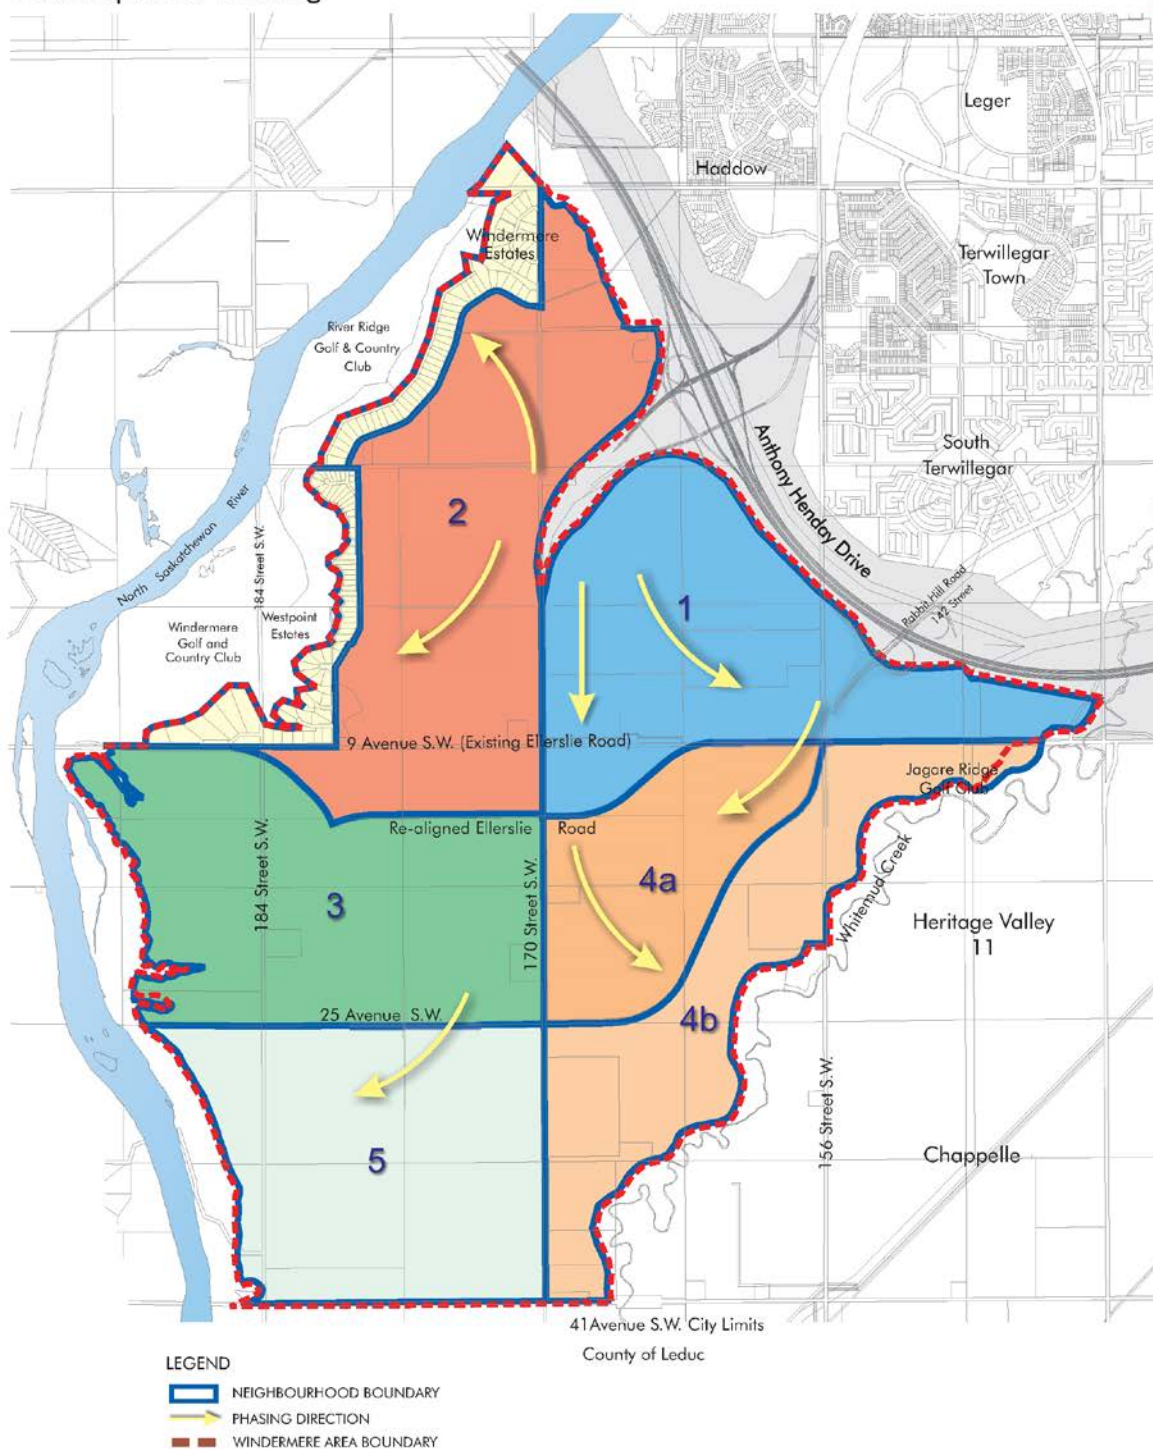 Leger
Haddow
Windermere
Estates
Terwillegar
Town
River Ridge
Golf & Country
Club
Anthony Henday Drive
South
Terwillegar
2
North Saskatchewan River
184 Street S.W.
Rabbit Hill Road
142 Street
1
Windermere
Golf and
Country Club
Westpoint
Estates
9 Avenue S.W. (Existing Ellerslie Road)
Jagare Ridge
Golf Club
Re-aligned Ellerslie Road
184 Street S.W.
170 Street S.W.
4a
3
Whitemud Creek
Heritage Valley
11
25 Avenue S.W.
4b
156 Street S.W.
5
Chappelle
41Avenue S.W. City Limits
County of Leduc
LEGEND
NEIGHBOURHOOD BOUNDARY
PHASING DIRECTION
WINDERMERE AREA BOUNDARY